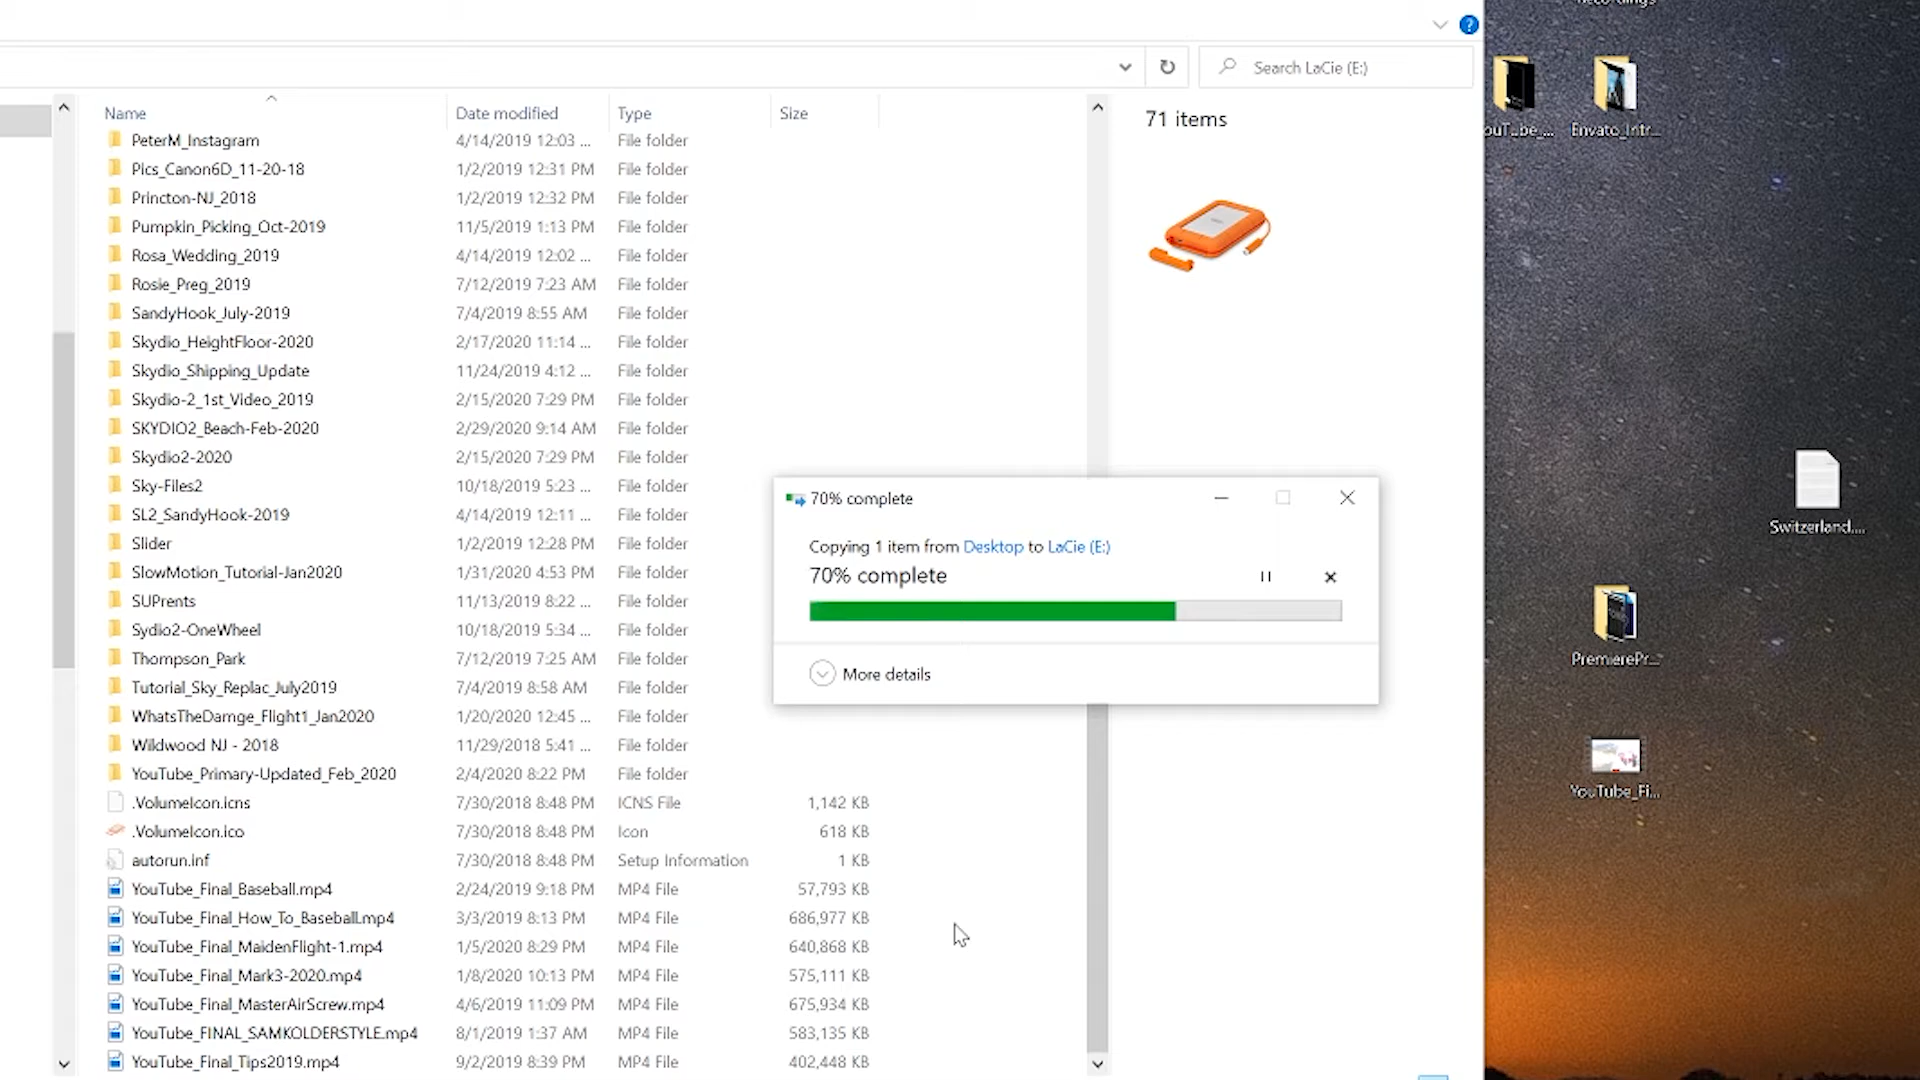 Recordings
Search LaCie (E:)
Name Date modified Type Size
71 items
PeterM_Instagram 4/14/2019 12:03 ... File folder
Pics_Canon6D_11-20-18 1/2/2019 12:31 PM File folder
Princton-NJ_2018 1/2/2019 12:32 PM File folder
Pumpkin_Picking_Oct-2019 11/5/2019 1:13 PM File folder
Rosa_Wedding_2019 4/14/2019 12:02 ... File folder
Rosie_Preg_2019 7/12/2019 7:23 AM File folder
SandyHook_July-2019 7/4/2019 8:55 AM File folder
Skydio_HeightFloor-2020 2/17/2020 11:14 ... File folder
Skydio_Shipping_Update 11/24/2019 4:12 ... File folder
Skydio-2_1st_Video_2019 2/15/2020 7:29 PM File folder
SKYDIO2_Beach-Feb-2020 2/29/2020 9:14 AM File folder
Skydio2-2020 2/15/2020 7:29 PM File folder
Sky-Files2 10/18/2019 5:23 ... File folder
SL2_SandyHook-2019 4/14/2019 12:11 ... File folder
Slider 1/2/2019 12:28 PM File folder
SlowMotion_Tutorial-Jan2020 1/31/2020 4:53 PM File folder
SUPrents 11/13/2019 8:22 ... File folder
Sydio2-OneWheel 10/18/2019 5:34 ... File folder
Thompson_Park 7/12/2019 7:25 AM File folder
Tutorial_Sky_Replac_July2019 7/4/2019 8:58 AM File folder
WhatsTheDamge_Flight1_Jan2020 1/20/2020 12:45 ... File folder
Wildwood NJ - 2018 11/29/2018 5:41 ... File folder
YouTube_Primary-Updated_Feb_2020 2/4/2020 8:22 PM File folder
.VolumeIcon.icns 7/30/2018 8:48 PM ICNS File 1,142 KB
.VolumeIcon.ico 7/30/2018 8:48 PM Icon 618 KB
autorun.inf 7/30/2018 8:48 PM Setup Information 1 KB
YouTube_Final_Baseball.mp4 2/24/2019 9:18 PM MP4 File 57,793 KB
YouTube_Final_How_To_Baseball.mp4 3/3/2019 8:13 PM MP4 File 686,977 KB
YouTube_Final_MaidenFlight-1.mp4 1/5/2020 8:29 PM MP4 File 640,868 KB
YouTube_Final_Mark3-2020.mp4 1/8/2020 10:13 PM MP4 File 575,111 KB
YouTube_Final_MasterAirScrew.mp4 4/6/2019 11:09 PM MP4 File 675,934 KB
YouTube_FINAL_SAMKOLDERSTYLE.mp4 8/1/2019 1:37 AM MP4 File 583,135 KB
YouTube_Final_Tips2019.mp4 9/2/2019 8:39 PM MP4 File 402,448 KB
70% complete
Copying 1 item from Desktop to LaCie (E:)
70% complete
More details
ouTube_...
Envato_Intr...
Switzerland....
PremierePr...
YouTube_Fi...